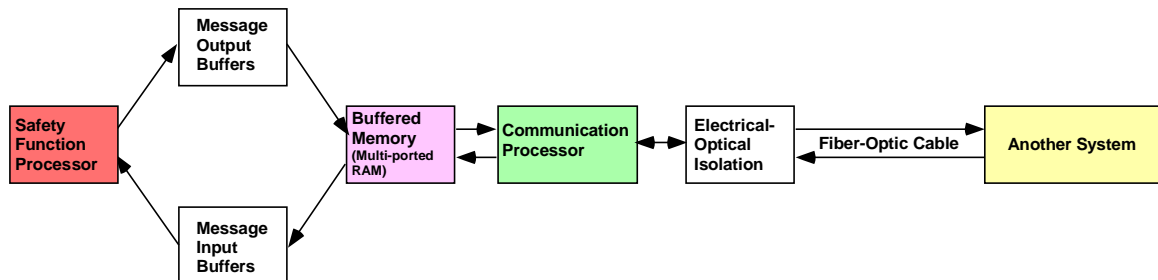 Message
Output
Buffers
Safety
Function
Processor
Buffered
Memory
(Multi-ported
RAM)
Communication
Processor
Electrical-
Optical
Isolation
Fiber-Optic Cable
Another System
Message
Input
Buffers